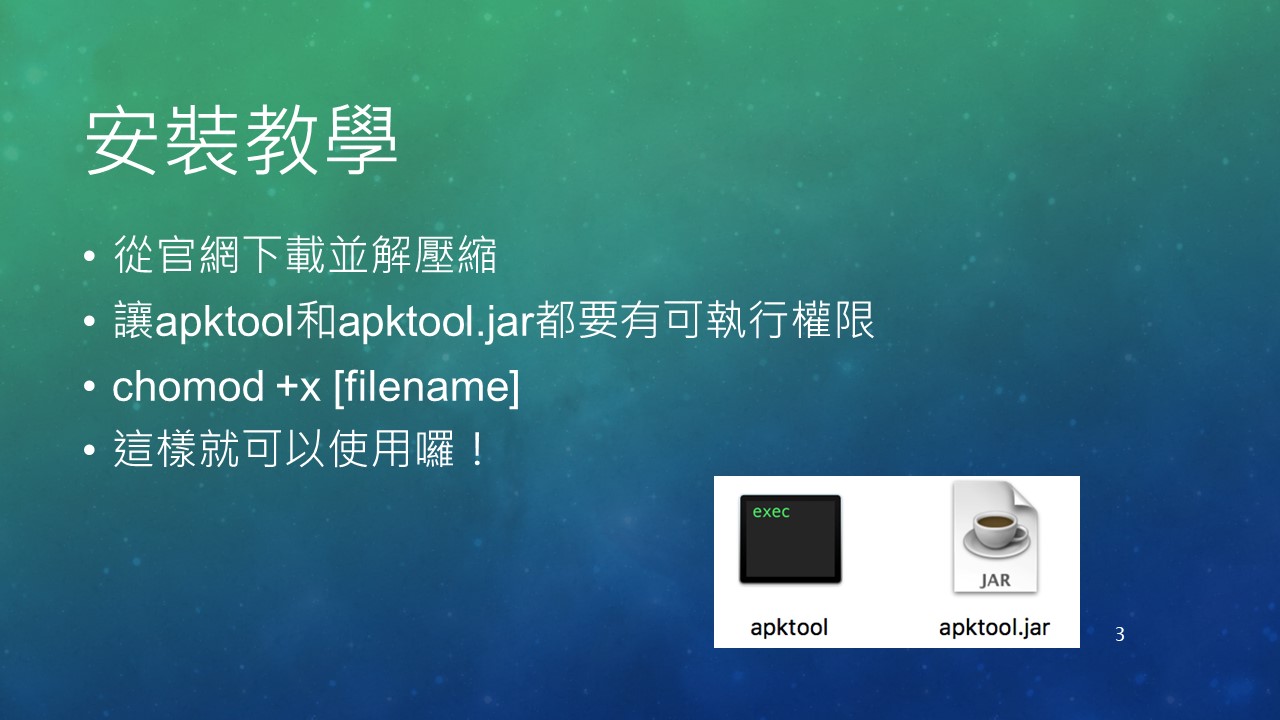 安裝教學
• 從官網下載並解壓縮
• 讓apktool和apktool.jar都要有可執行權限
• chomod +x [filename]
• 這樣就可以使用囉！
exec
JAR
apktool
apktool.jar
3